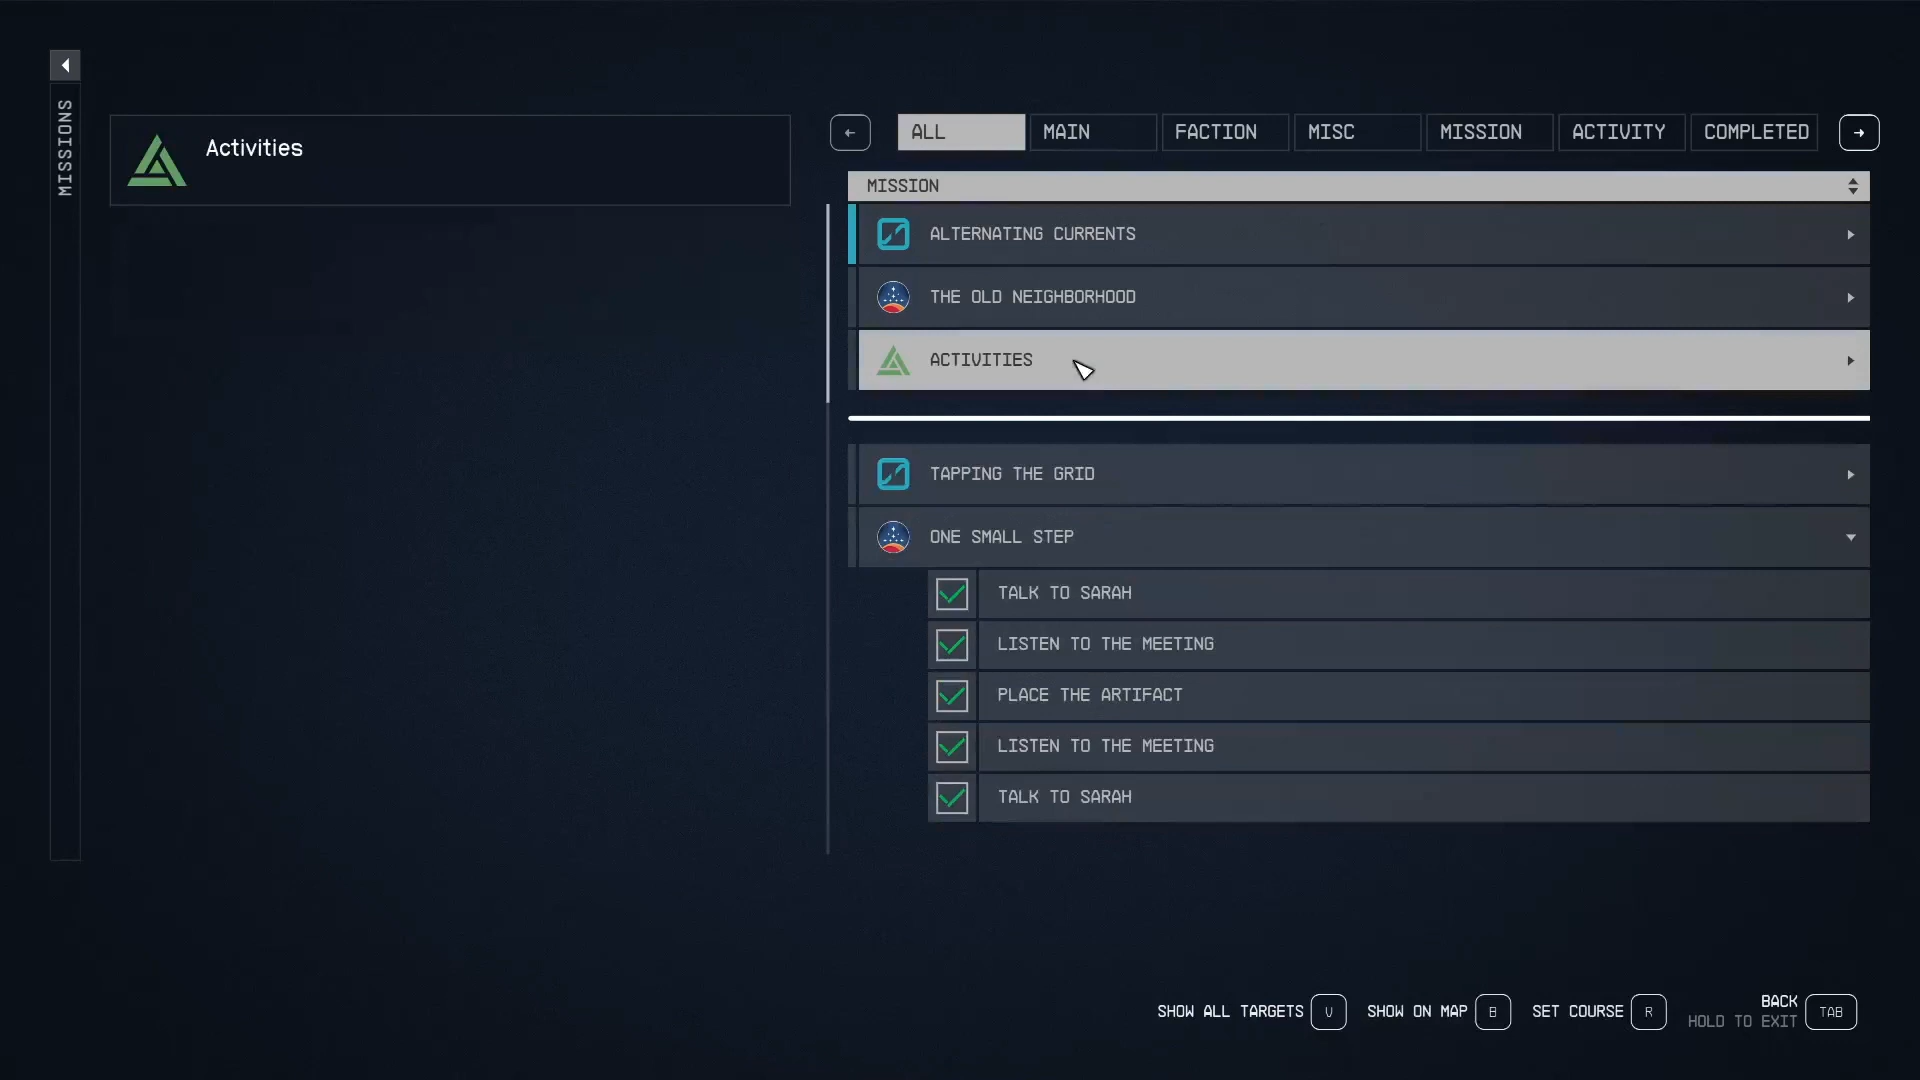 MISSIONS
Activities
ALL MAIN FACTION MISC MISSION ACTIVITY COMPLETED
MISSION
ALTERNATING CURRENTS
THE OLD NEIGHBORHOOD
ACTIVITIES
TAPPING THE GRID
ONE SMALL STEP
TALK TO SARAH
LISTEN TO THE MEETING
PLACE THE ARTIFACT
LISTEN TO THE MEETING
TALK TO SARAH
SHOW ALL TARGETS V SHOW ON MAP B SET COURSE R BACK TAB
HOLD TO EXIT